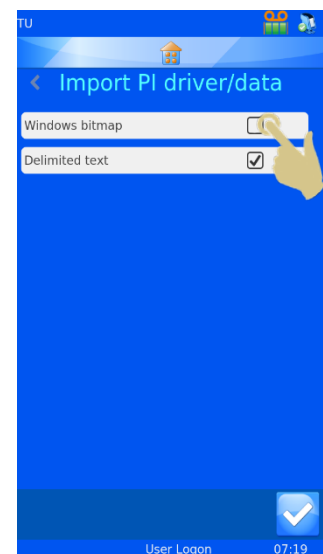 TU
Import PI driver/data
Windows bitmap
Delimited text
User Logon 07:19